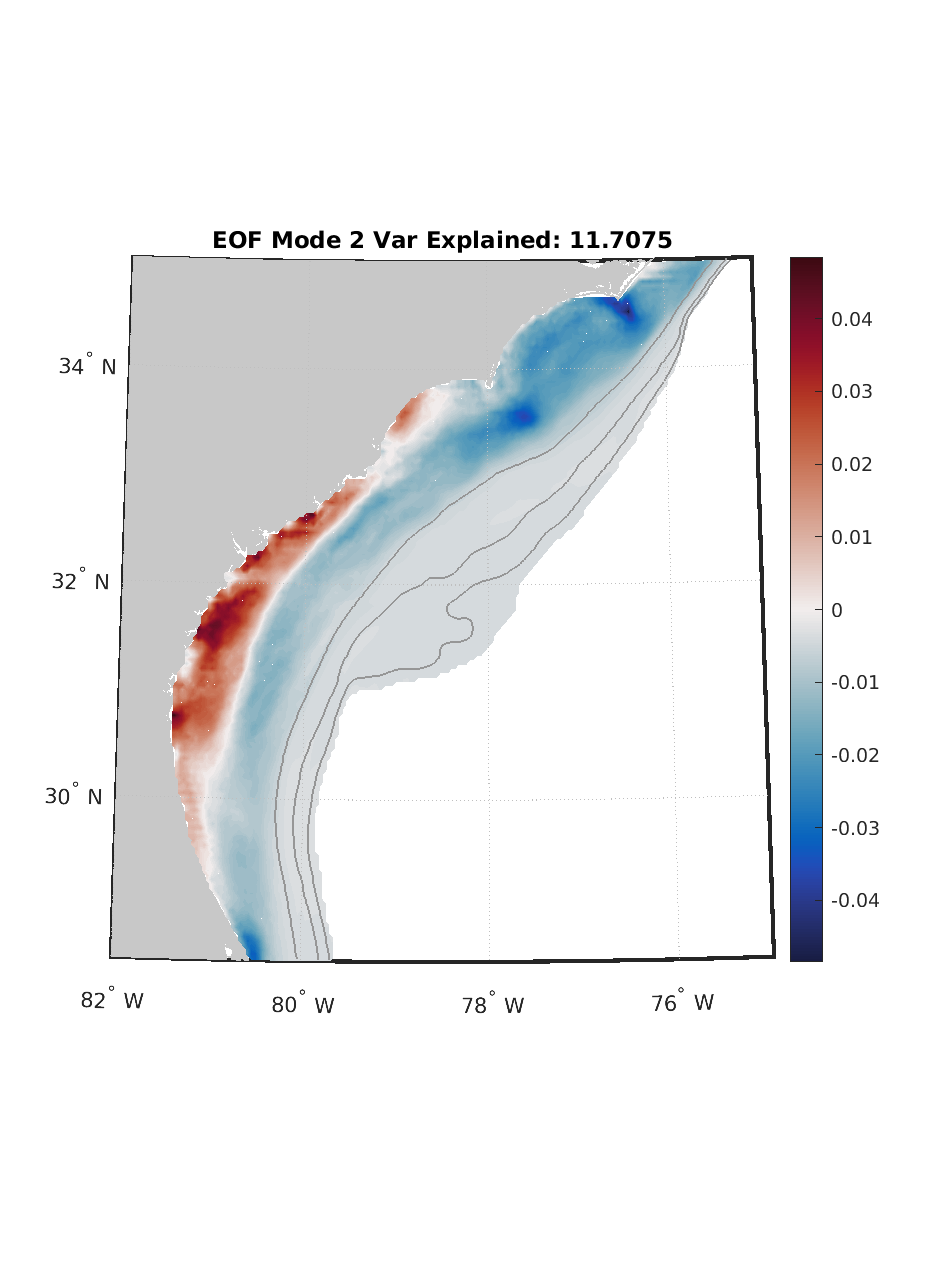 EOF Mode 2 Var Explained: 11.7075
34° N
32° N
30° N
82° W
80° W
78° W
76° W
0.04
0.03
0.02
0.01
0
-0.01
-0.02
-0.03
-0.04